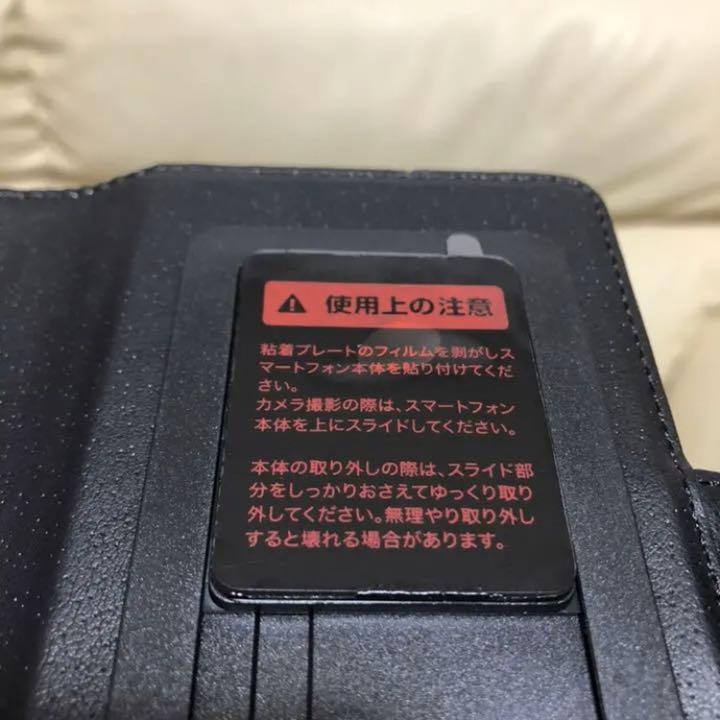 使用上の注意
粘着プレートのフィルムを剥がしス
マートフォン本体を貼り付けてくだ
さい。
カメラ撮影の際は、スマートフォン
本体を上にスライドしてください。
本体の取り外しの際は、スライド部
分をしっかりおさえてゆっくり取り
外してください。無理やり取り外し
すると壊れる場合があります。